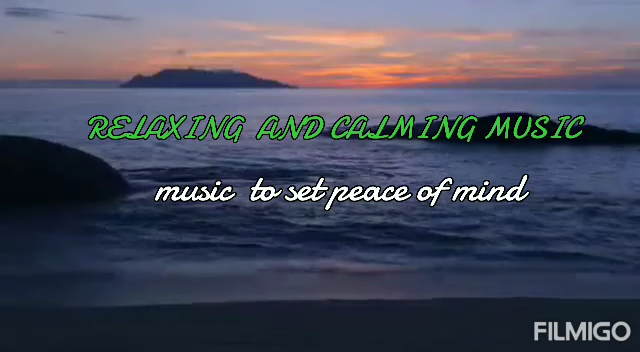 RELAXING AND CALMING MUSIC
music to set peace of mind
FILMIGO